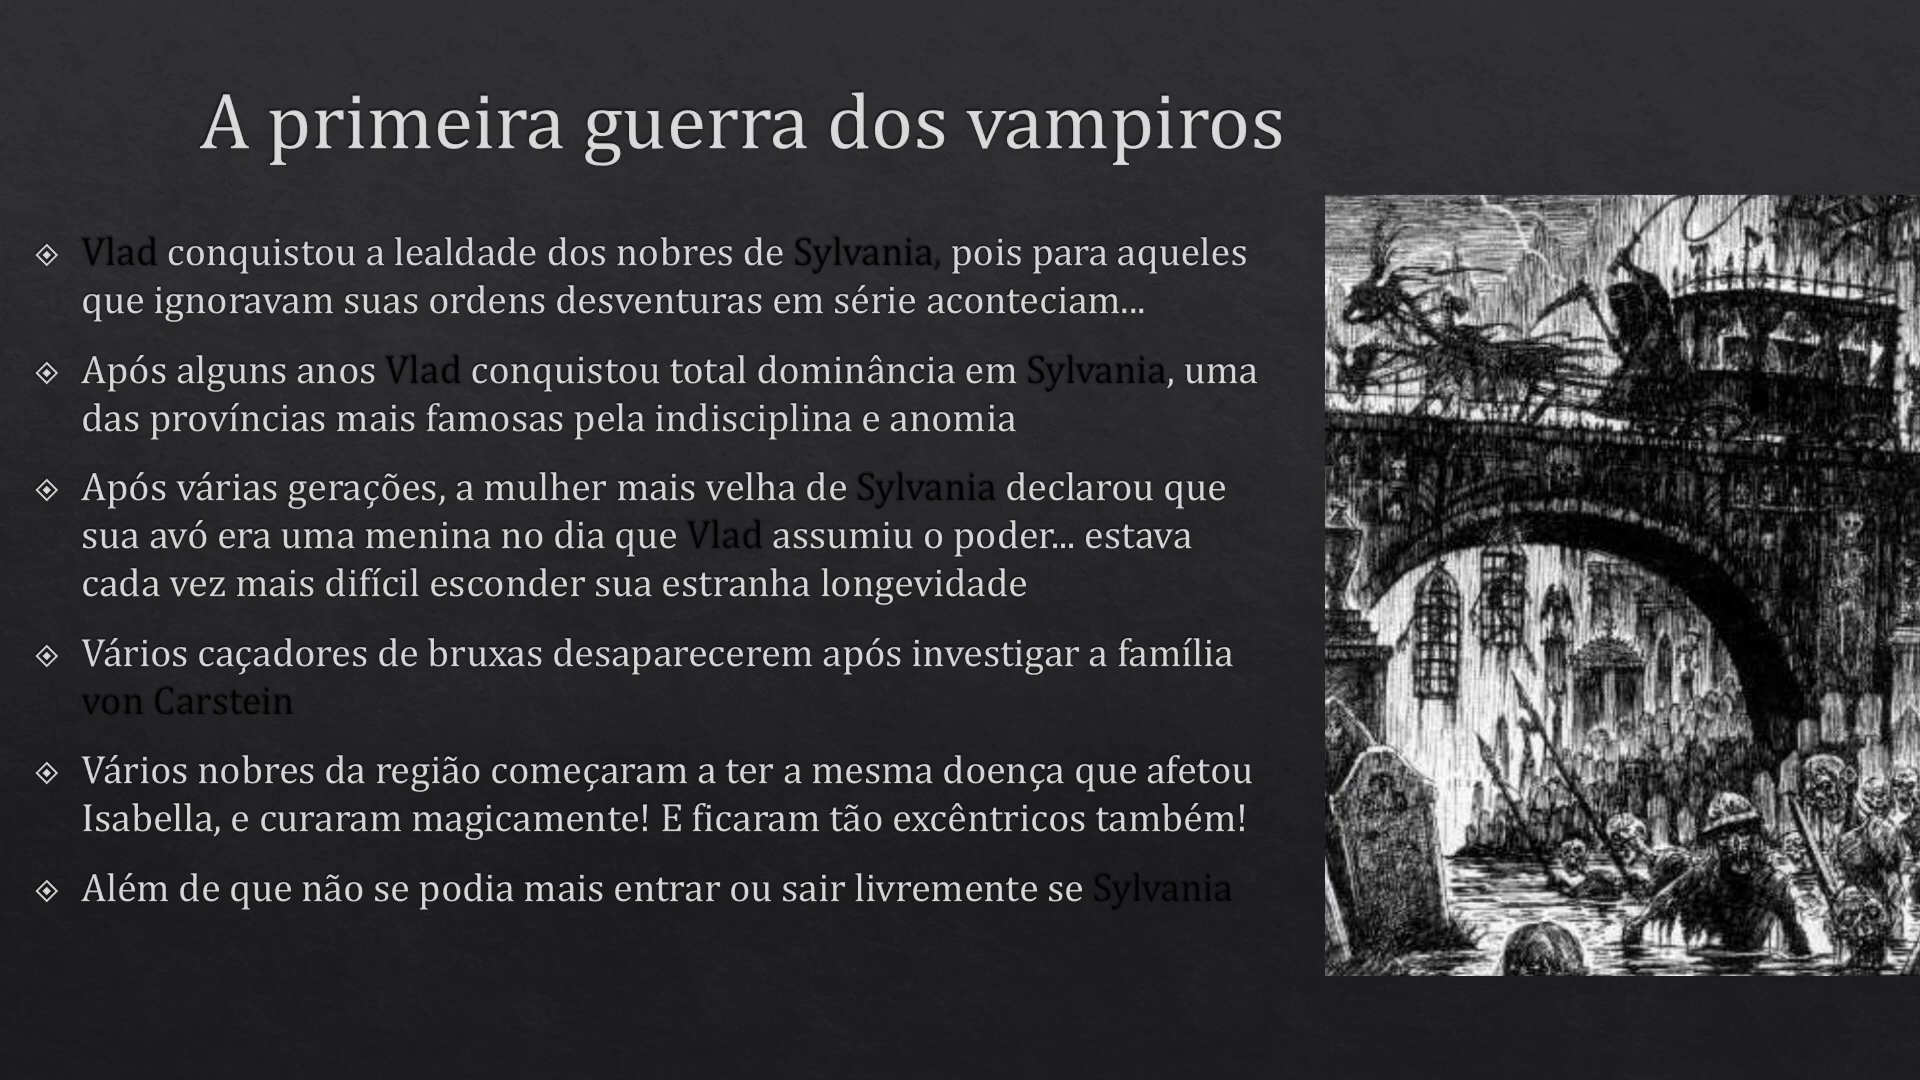 A primeira guerra dos vampiros
Vlad conquistou a lealdade dos nobres de Sylvania, pois para aqueles
que ignoravam suas ordens desventuras em série aconteciam...
Após alguns anos Vlad conquistou total dominância em Sylvania, uma
das províncias mais famosas pela indisciplina e anomia
Após várias gerações, a mulher mais velha de Sylvania declarou que
sua avó era uma menina no dia que Vlad assumiu o poder... estava
cada vez mais difícil esconder sua estranha longevidade
Vários caçadores de bruxas desaparecerem após investigar a família
von Carstein
Vários nobres da região começaram a ter a mesma doença que afetou
Isabella, e curaram magicamente! E ficaram tão excêntricos também!
Além de que não se podia mais entrar ou sair livremente se Sylvania